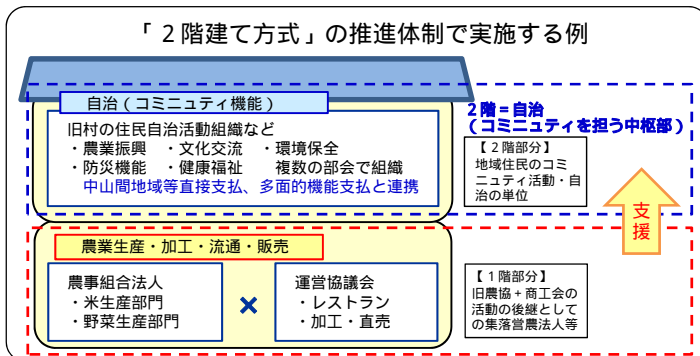 「２階建て方式」の推進体制で実施する例
自治（コミニュティ機能）
旧村の住民自治活動組織など
・農業振興　・文化交流　・環境保全
・防災機能　・健康福祉　　複数の部会で組織
中山間地域等直接支払、多面的機能支払と連携
２階＝自治
（コミニュティを担う中枢部）
【２階部分】
地域住民のコミ
ニュティ活動・自
治の単位
支援
農業生産・加工・流通・販売
農事組合法人
・米生産部門
・野菜生産部門
×
運営協議会
・レストラン
・加工・直売
【１階部分】
旧農協＋商工会の
活動の後継として
の集落営農法人等